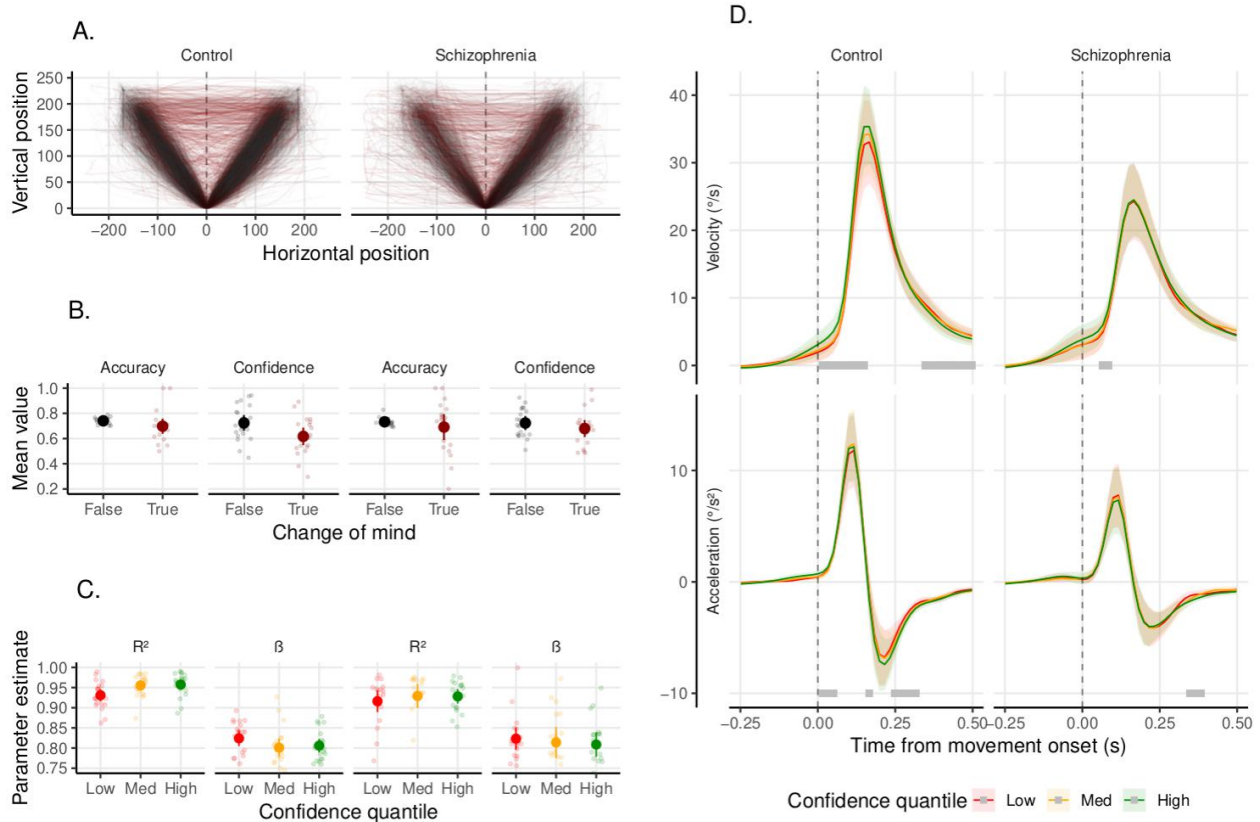 A.
Control Schizophrenia
Vertical position
250
200
150
100
50
0
−200 −100 0 100 200 −200 −100 0 100 200
Horizontal position
B.
Accuracy Confidence Accuracy Confidence
Mean value
1.0
0.8
0.6
0.4
0.2
False True False True False True False True
Change of mind
C.
R² ß R² ß
Parameter estimate
1.00
0.95
0.90
0.85
0.80
0.75
Low Med High Low Med High Low Med High Low Med High
Confidence quantile
D.
Control Schizophrenia
Velocity (°/s)
40
30
20
10
0
Acceleration (°/s²)
10
0
−10
−0.25 0.00 0.25 0.50 −0.25 0.00 0.25 0.50
Time from movement onset (s)
Confidence quantile Low Med High